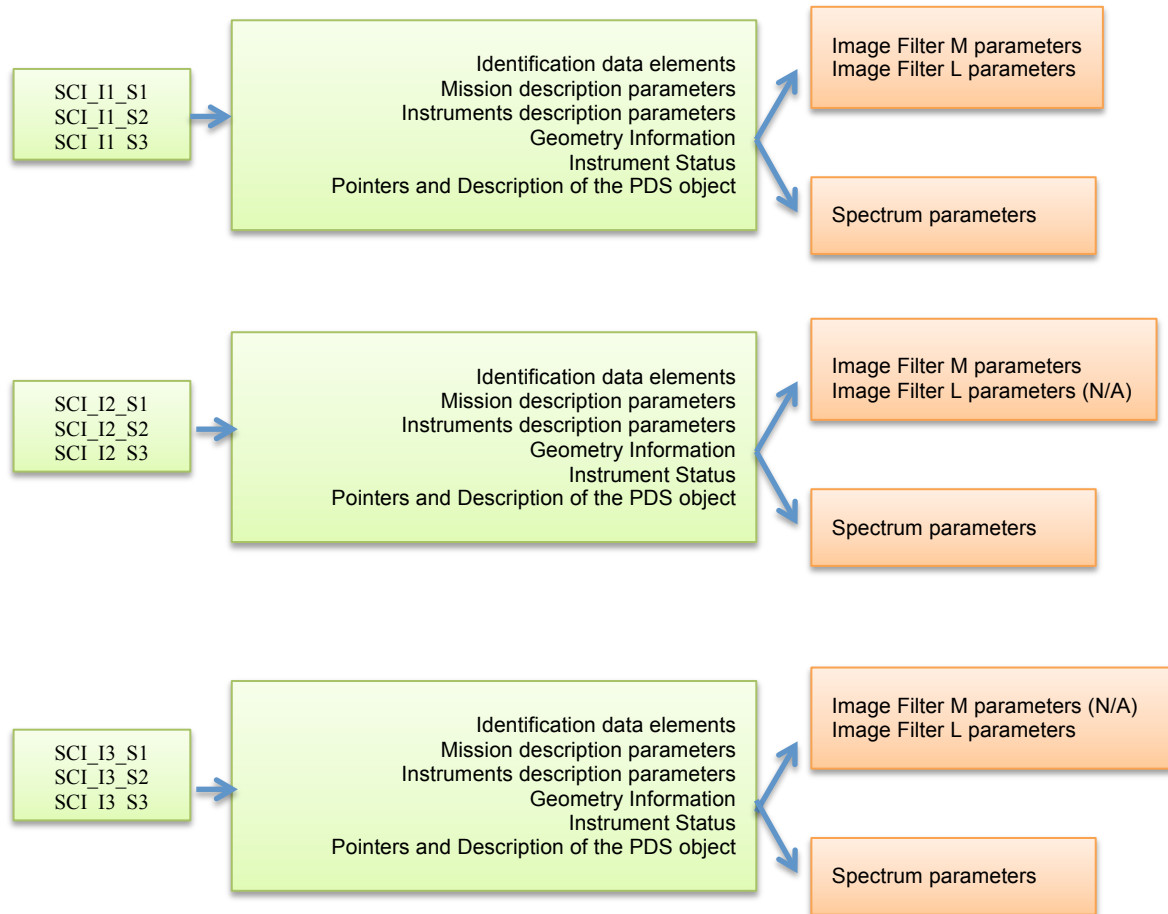 SCI_I1_S1
SCI_I1_S2
SCI_I1_S3
Identification data elements
Mission description parameters
Instruments description parameters
Geometry Information
Instrument Status
Pointers and Description of the PDS object
Image Filter M parameters
Image Filter L parameters
Spectrum parameters
SCI_I2_S1
SCI_I2_S2
SCI_I2_S3
Identification data elements
Mission description parameters
Instruments description parameters
Geometry Information
Instrument Status
Pointers and Description of the PDS object
Image Filter M parameters
Image Filter L parameters (N/A)
Spectrum parameters
SCI_I3_S1
SCI_I3_S2
SCI_I3_S3
Identification data elements
Mission description parameters
Instruments description parameters
Geometry Information
Instrument Status
Pointers and Description of the PDS object
Image Filter M parameters (N/A)
Image Filter L parameters
Spectrum parameters